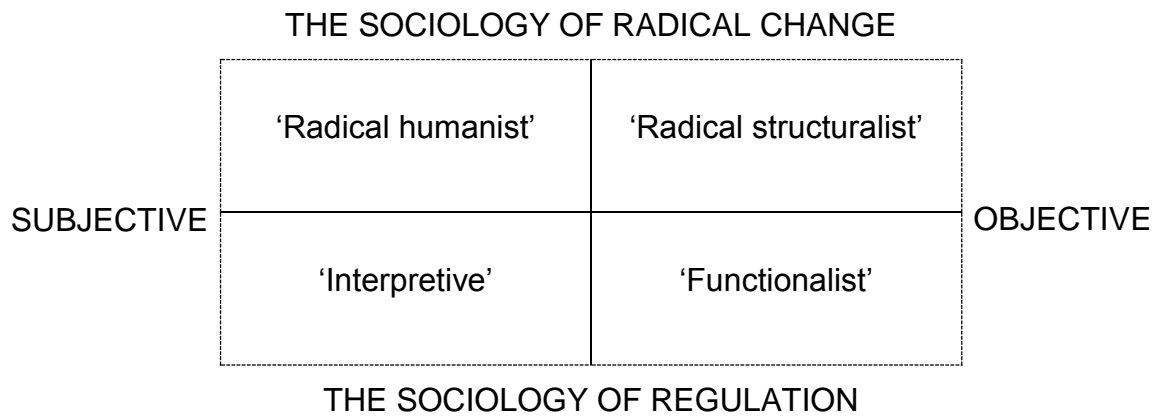 THE SOCIOLOGY OF RADICAL CHANGE
‘Radical humanist’ ‘Radical structuralist’
SUBJECTIVE OBJECTIVE
‘Interpretive’ ‘Functionalist’
THE SOCIOLOGY OF REGULATION